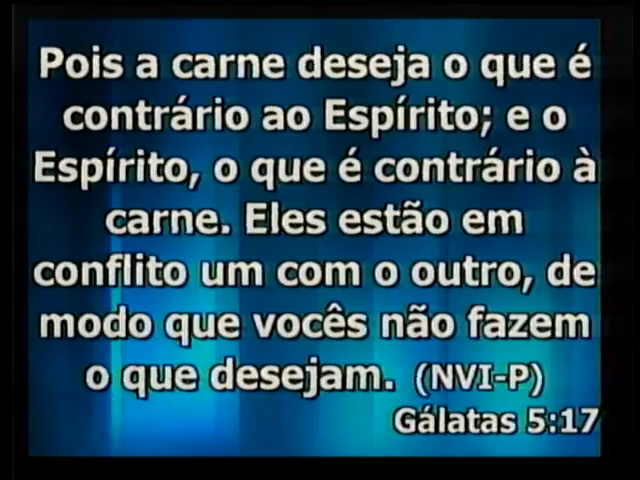 Pois a carne deseja o que é
contrário ao Espírito; e o
Espírito, o que é contrário à
carne. Eles estão em
conflito um com o outro, de
modo que vocês não fazem
o que desejam. (NVI-P)
Gálatas 5:17